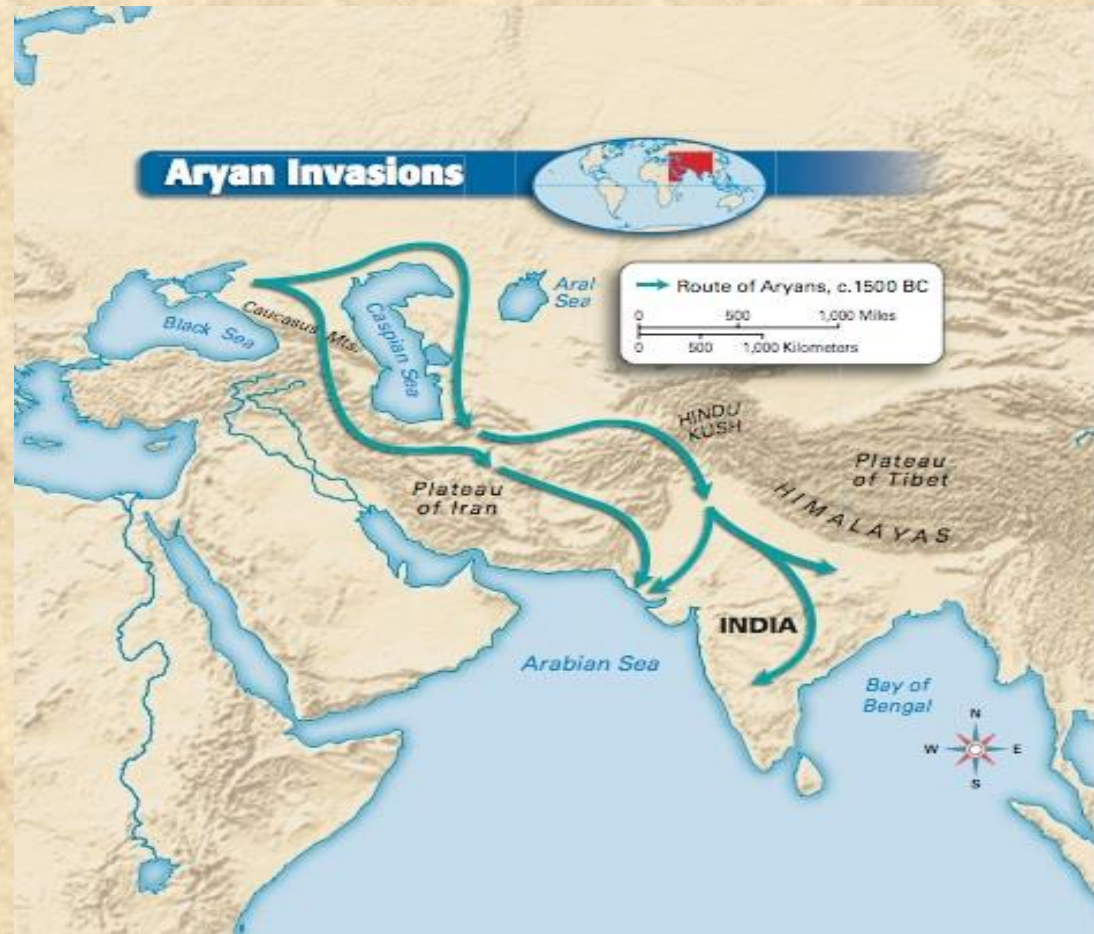 Aryan Invasions
Aral
Sea
Route of Aryans, c.1500 BC
0 500 1,000 Miles
0 500 1,000 Kilometers
Black Sea
Caucasus Mts.
Caspian Sea
HINDU
KUSH
Plateau
of Tibet
HIMALAYAS
Plateau
of Iran
INDIA
Arabian Sea
Bay of
Bengal
N
W E
S